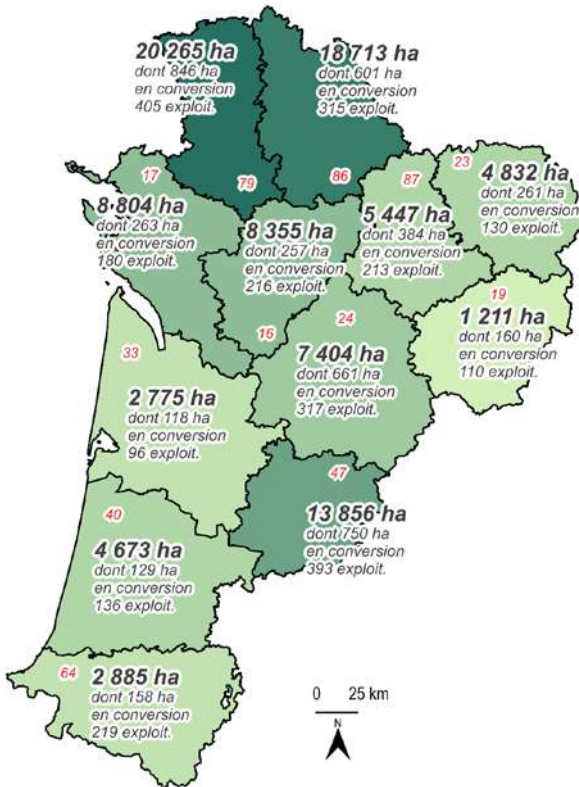 20 265 ha
dont 846 ha
en conversion
405 exploit.
79
18 713 ha
dont 601 ha
en conversion
315 exploit.
86
17
8 804 ha
dont 263 ha
en conversion
180 exploit.
8 355 ha
dont 257 ha
en conversion
216 exploit.
16
87
5 447 ha
dont 384 ha
en conversion
213 exploit.
23
4 832 ha
dont 261 ha
en conversion
130 exploit.
19
1 211 ha
dont 160 ha
en conversion
110 exploit.
24
7 404 ha
dont 661 ha
en conversion
317 exploit.
33
2 775 ha
dont 118 ha
en conversion
96 exploit.
47
13 856 ha
dont 750 ha
en conversion
393 exploit.
40
4 673 ha
dont 129 ha
en conversion
136 exploit.
64
2 885 ha
dont 158 ha
en conversion
219 exploit.
0 25 km
N